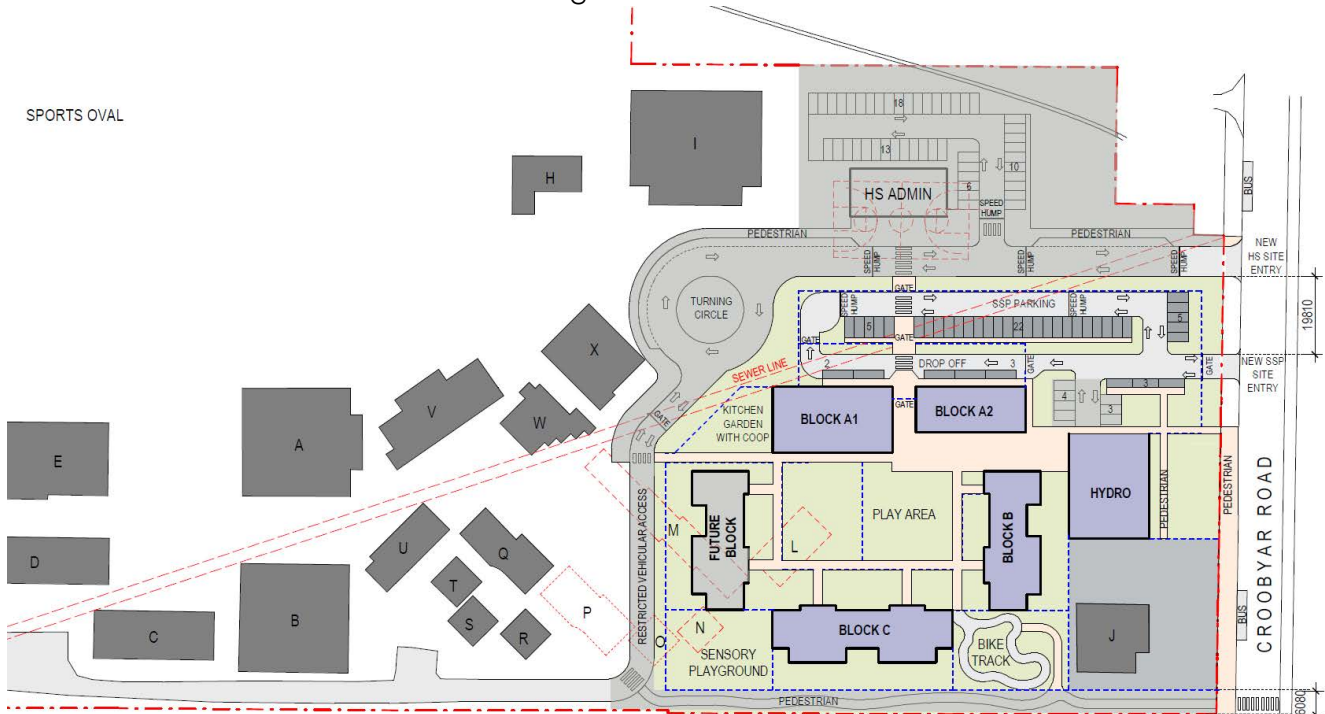 SPORTS OVAL
18
13
10
6
I
H
HS ADMIN
SPEED
HUMP
BUS
PEDESTRIAN
PEDESTRIAN
SPEED
HUMP
SPEED
HUMP
SPEED
HUMP
NEW
HS SITE
ENTRY
GATE
TURNING
CIRCLE
SPEED
HUMP
SSP PARKING
SPEED
HUMP
5
22
5
19810
GATE
GATE
X
SEWER LINE
2
DROP OFF
3
GATE
GATE
NEW SSP
SITE
ENTRY
3
4
3
V
W
GATE
KITCHEN
GARDEN
WITH COOP
BLOCK A1
GATE
BLOCK A2
A
E
HYDRO
PEDESTRIAN
PEDESTRIAN
CROOBYAR ROAD
RESTRICTED VEHICULAR ACCESS
FUTURE
BLOCK
M
L
PLAY AREA
BLOCK B
U
Q
D
T
P
S
R
B
C
O
N
BLOCK C
SENSORY
PLAYGROUND
BIKE
TRACK
J
BUS
PEDESTRIAN
6080